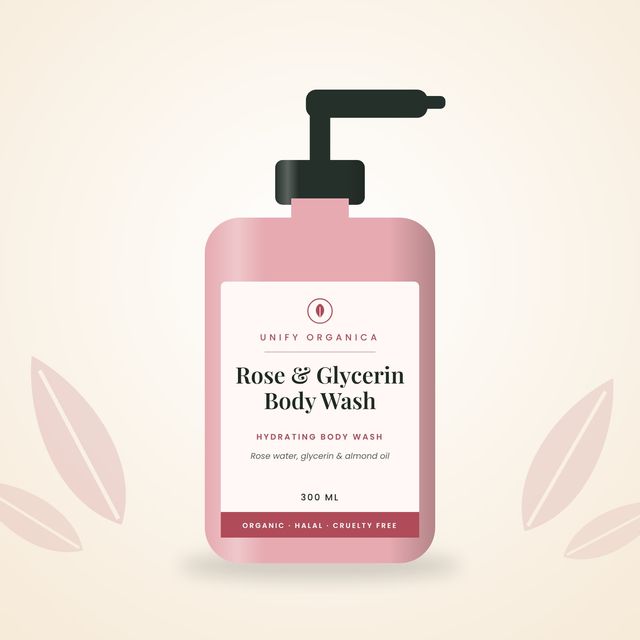 UNIFY ORGANICA
Rose & Glycerin
Body Wash
HYDRATING BODY WASH
Rose water, glycerin & almond oil
300 ML
ORGANIC · HALAL · CRUELTY FREE